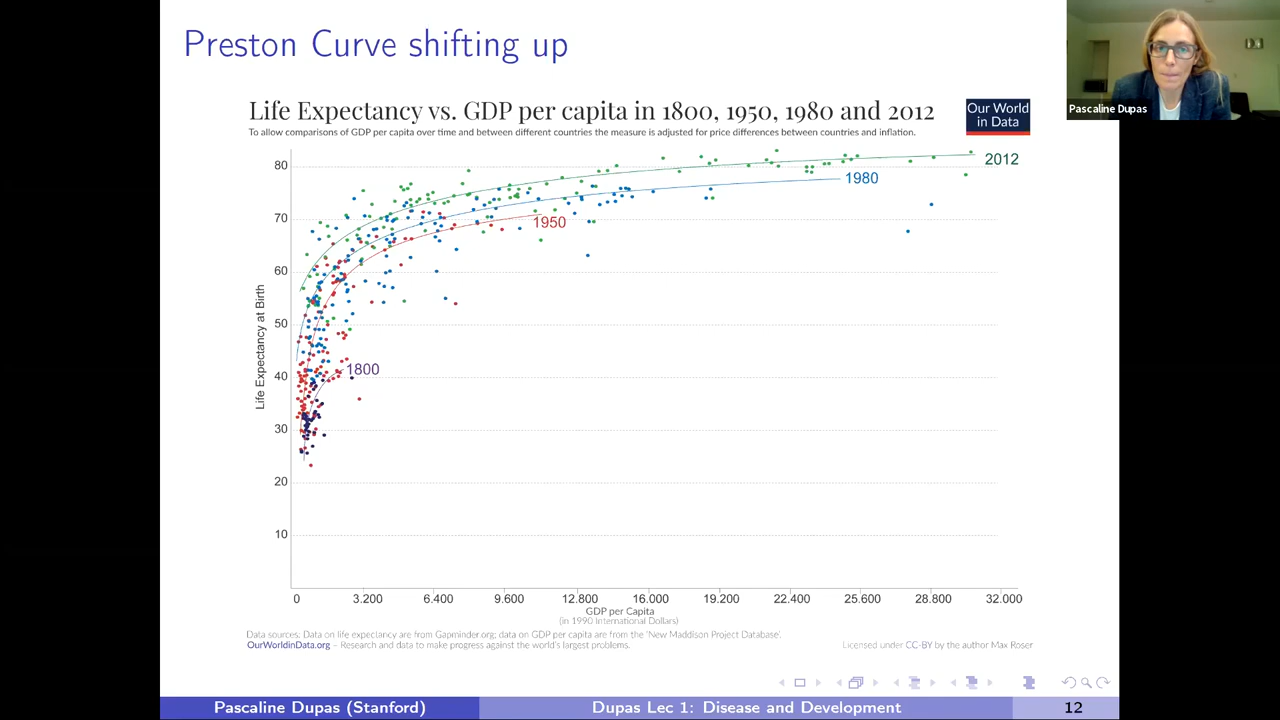 Preston Curve shifting up
Life Expectancy vs. GDP per capita in 1800, 1950, 1980 and 2012
To allow comparisons of GDP per capita over time and between different countries the measure is adjusted for price differences between countries and inflation.
Our World
in Data
Pascaline Dupas
80
70
60
50
40
30
20
10
Life Expectancy at Birth
2012
1980
1950
1800
0
3.200
6.400
9.600
12.800
16.000
19.200
22.400
25.600
28.800
32.000
GDP per Capita
(in 1990 International Dollars)
Data sources: Data on life expectancy are from Gapminder.org; data on GDP per capita are from the 'New Maddison Project Database'.
OurWorldinData.org – Research and data to make progress against the world's largest problems.
Licensed under CC-BY by the author Max Roser
Pascaline Dupas (Stanford)
Dupas Lec 1: Disease and Development
12